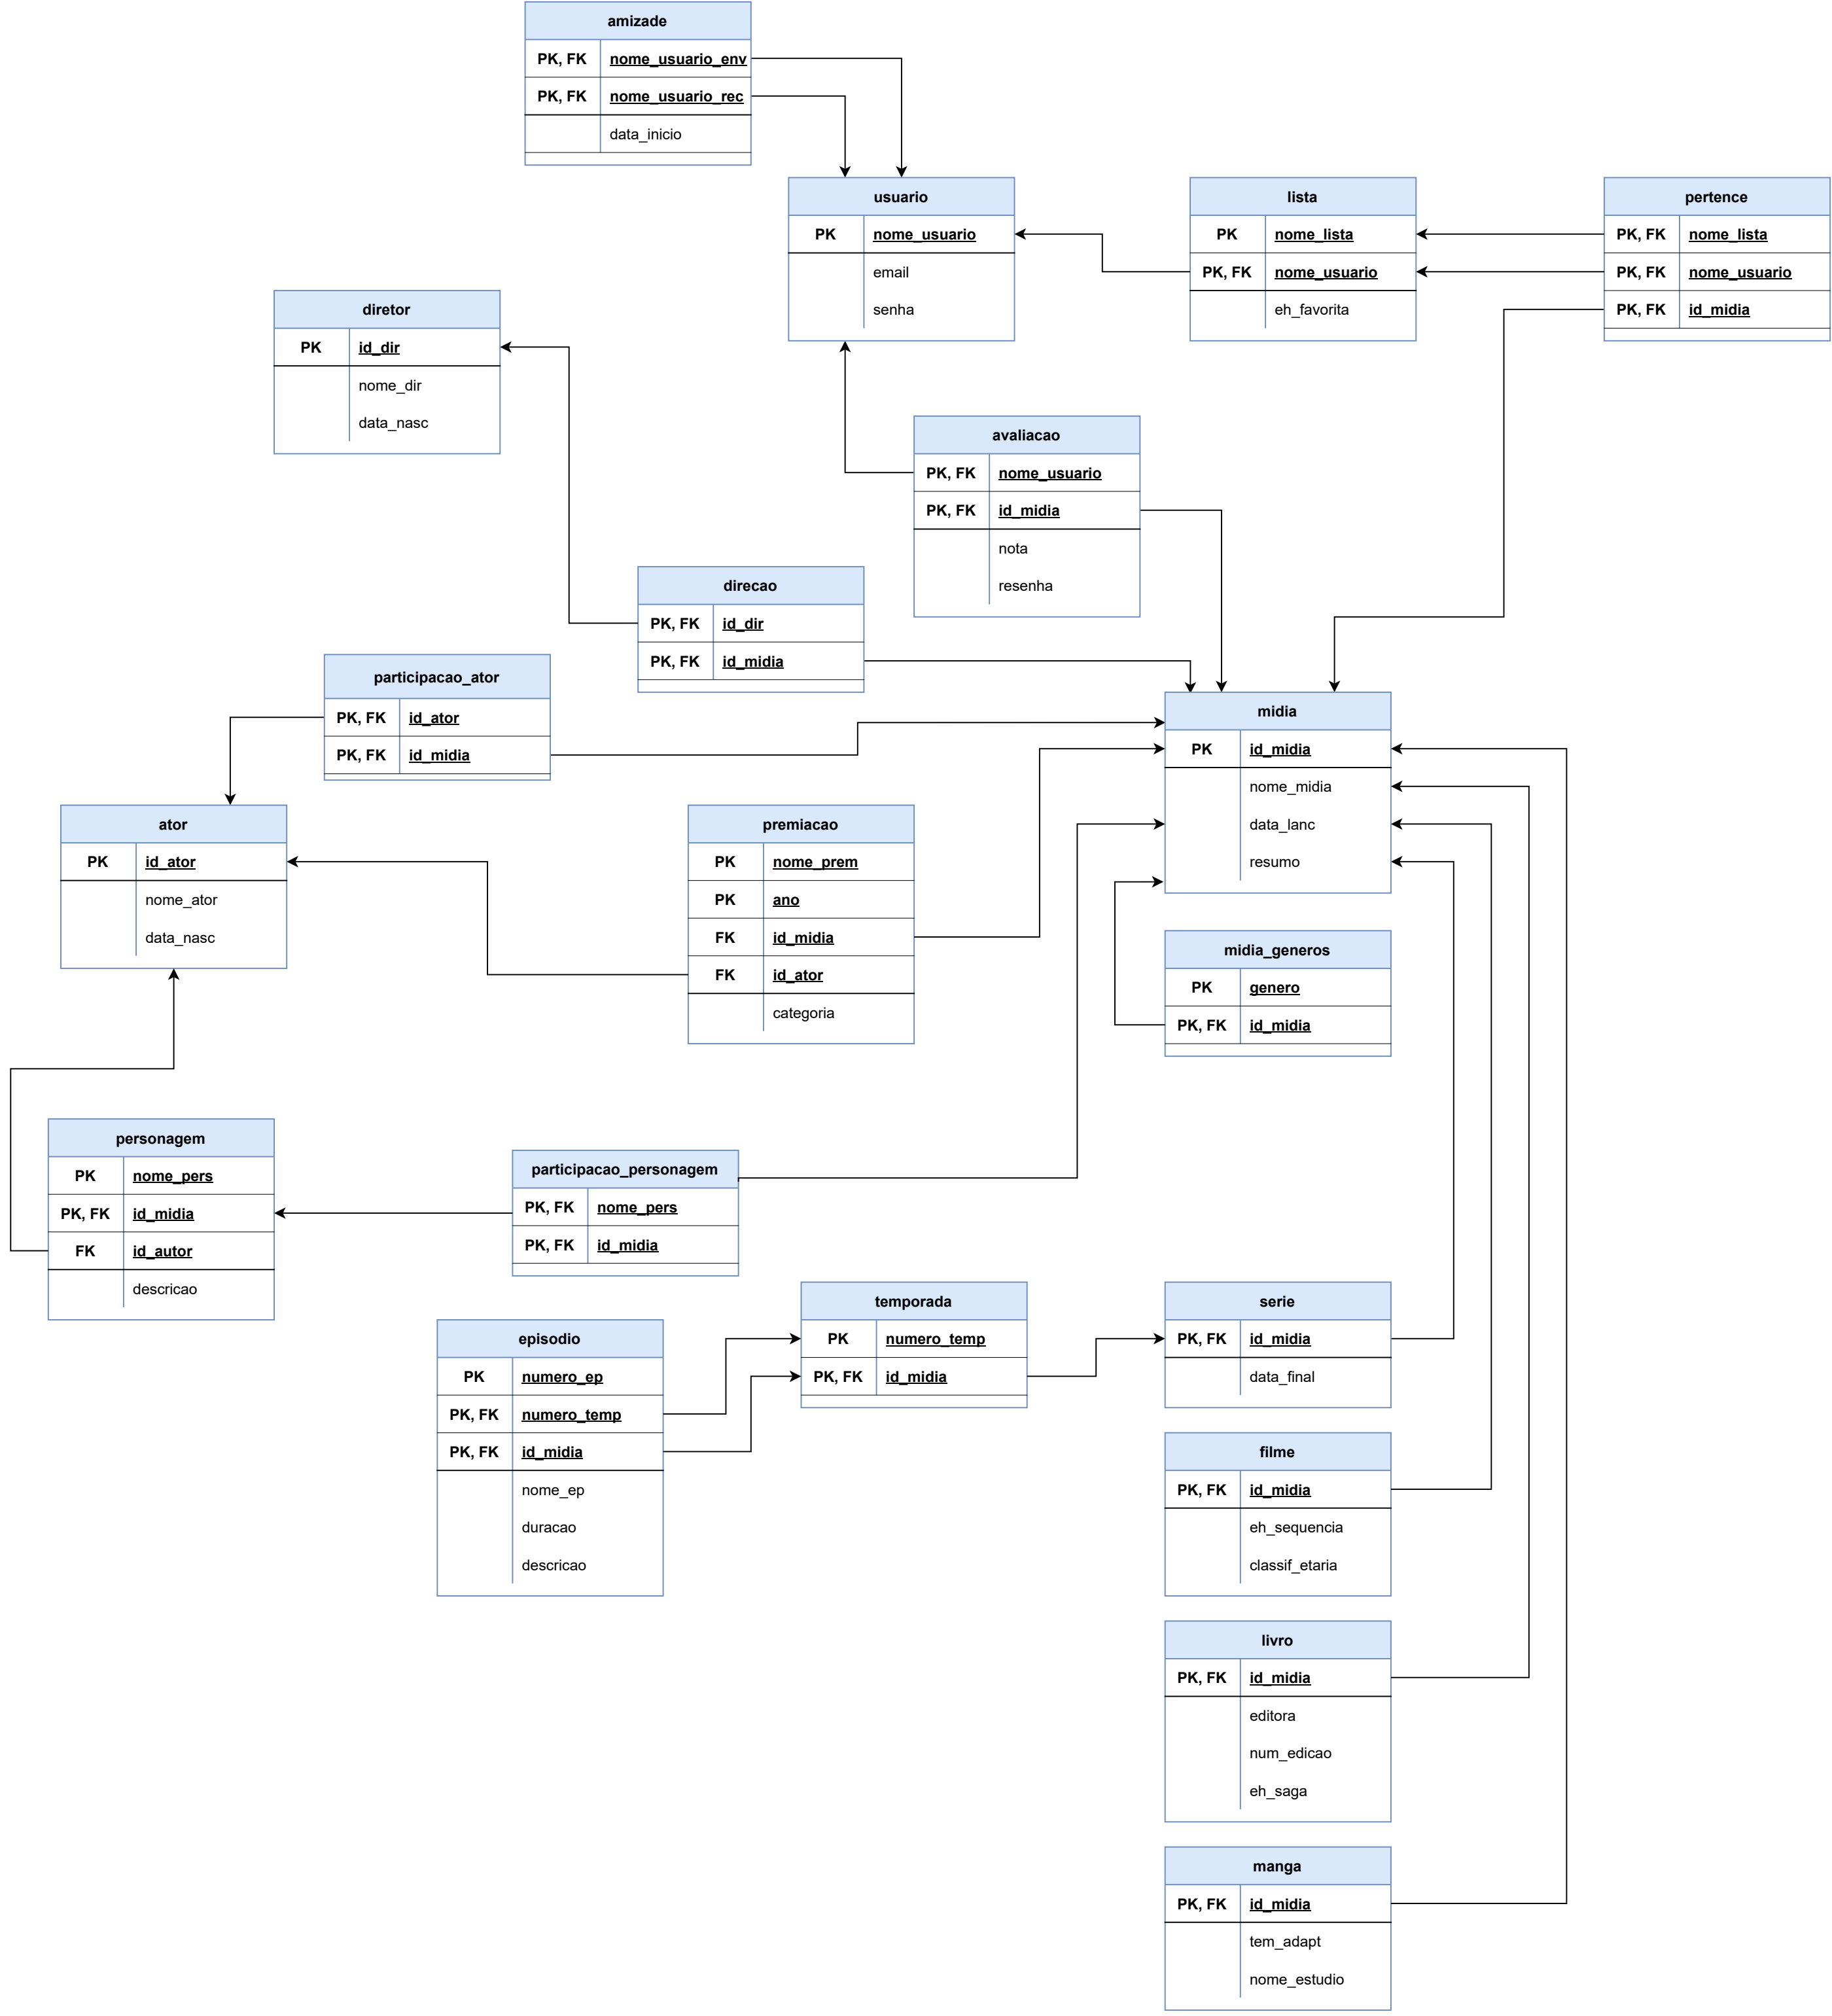 amizade
PK, FK nome_usuario_env
PK, FK nome_usuario_rec
data_inicio
usuario
PK nome_usuario
email
senha
lista
PK nome_lista
PK, FK nome_usuario
eh_favorita
pertence
PK, FK nome_lista
PK, FK nome_usuario
PK, FK id_midia
diretor
PK id_dir
nome_dir
data_nasc
avaliacao
PK, FK nome_usuario
PK, FK id_midia
nota
resenha
direcao
PK, FK id_dir
PK, FK id_midia
participacao_ator
PK, FK id_ator
PK, FK id_midia
midia
PK id_midia
nome_midia
data_lanc
resumo
ator
PK id_ator
nome_ator
data_nasc
premiacao
PK nome_prem
PK ano
FK id_midia
FK id_ator
categoria
midia_generos
PK genero
PK, FK id_midia
personagem
PK nome_pers
PK, FK id_midia
FK id_autor
descricao
participacao_personagem
PK, FK nome_pers
PK, FK id_midia
temporada
PK numero_temp
PK, FK id_midia
serie
PK, FK id_midia
data_final
episodio
PK numero_ep
PK, FK numero_temp
PK, FK id_midia
nome_ep
duracao
descricao
filme
PK, FK id_midia
eh_sequencia
classif_etaria
livro
PK, FK id_midia
editora
num_edicao
eh_saga
manga
PK, FK id_midia
tem_adapt
nome_estudio